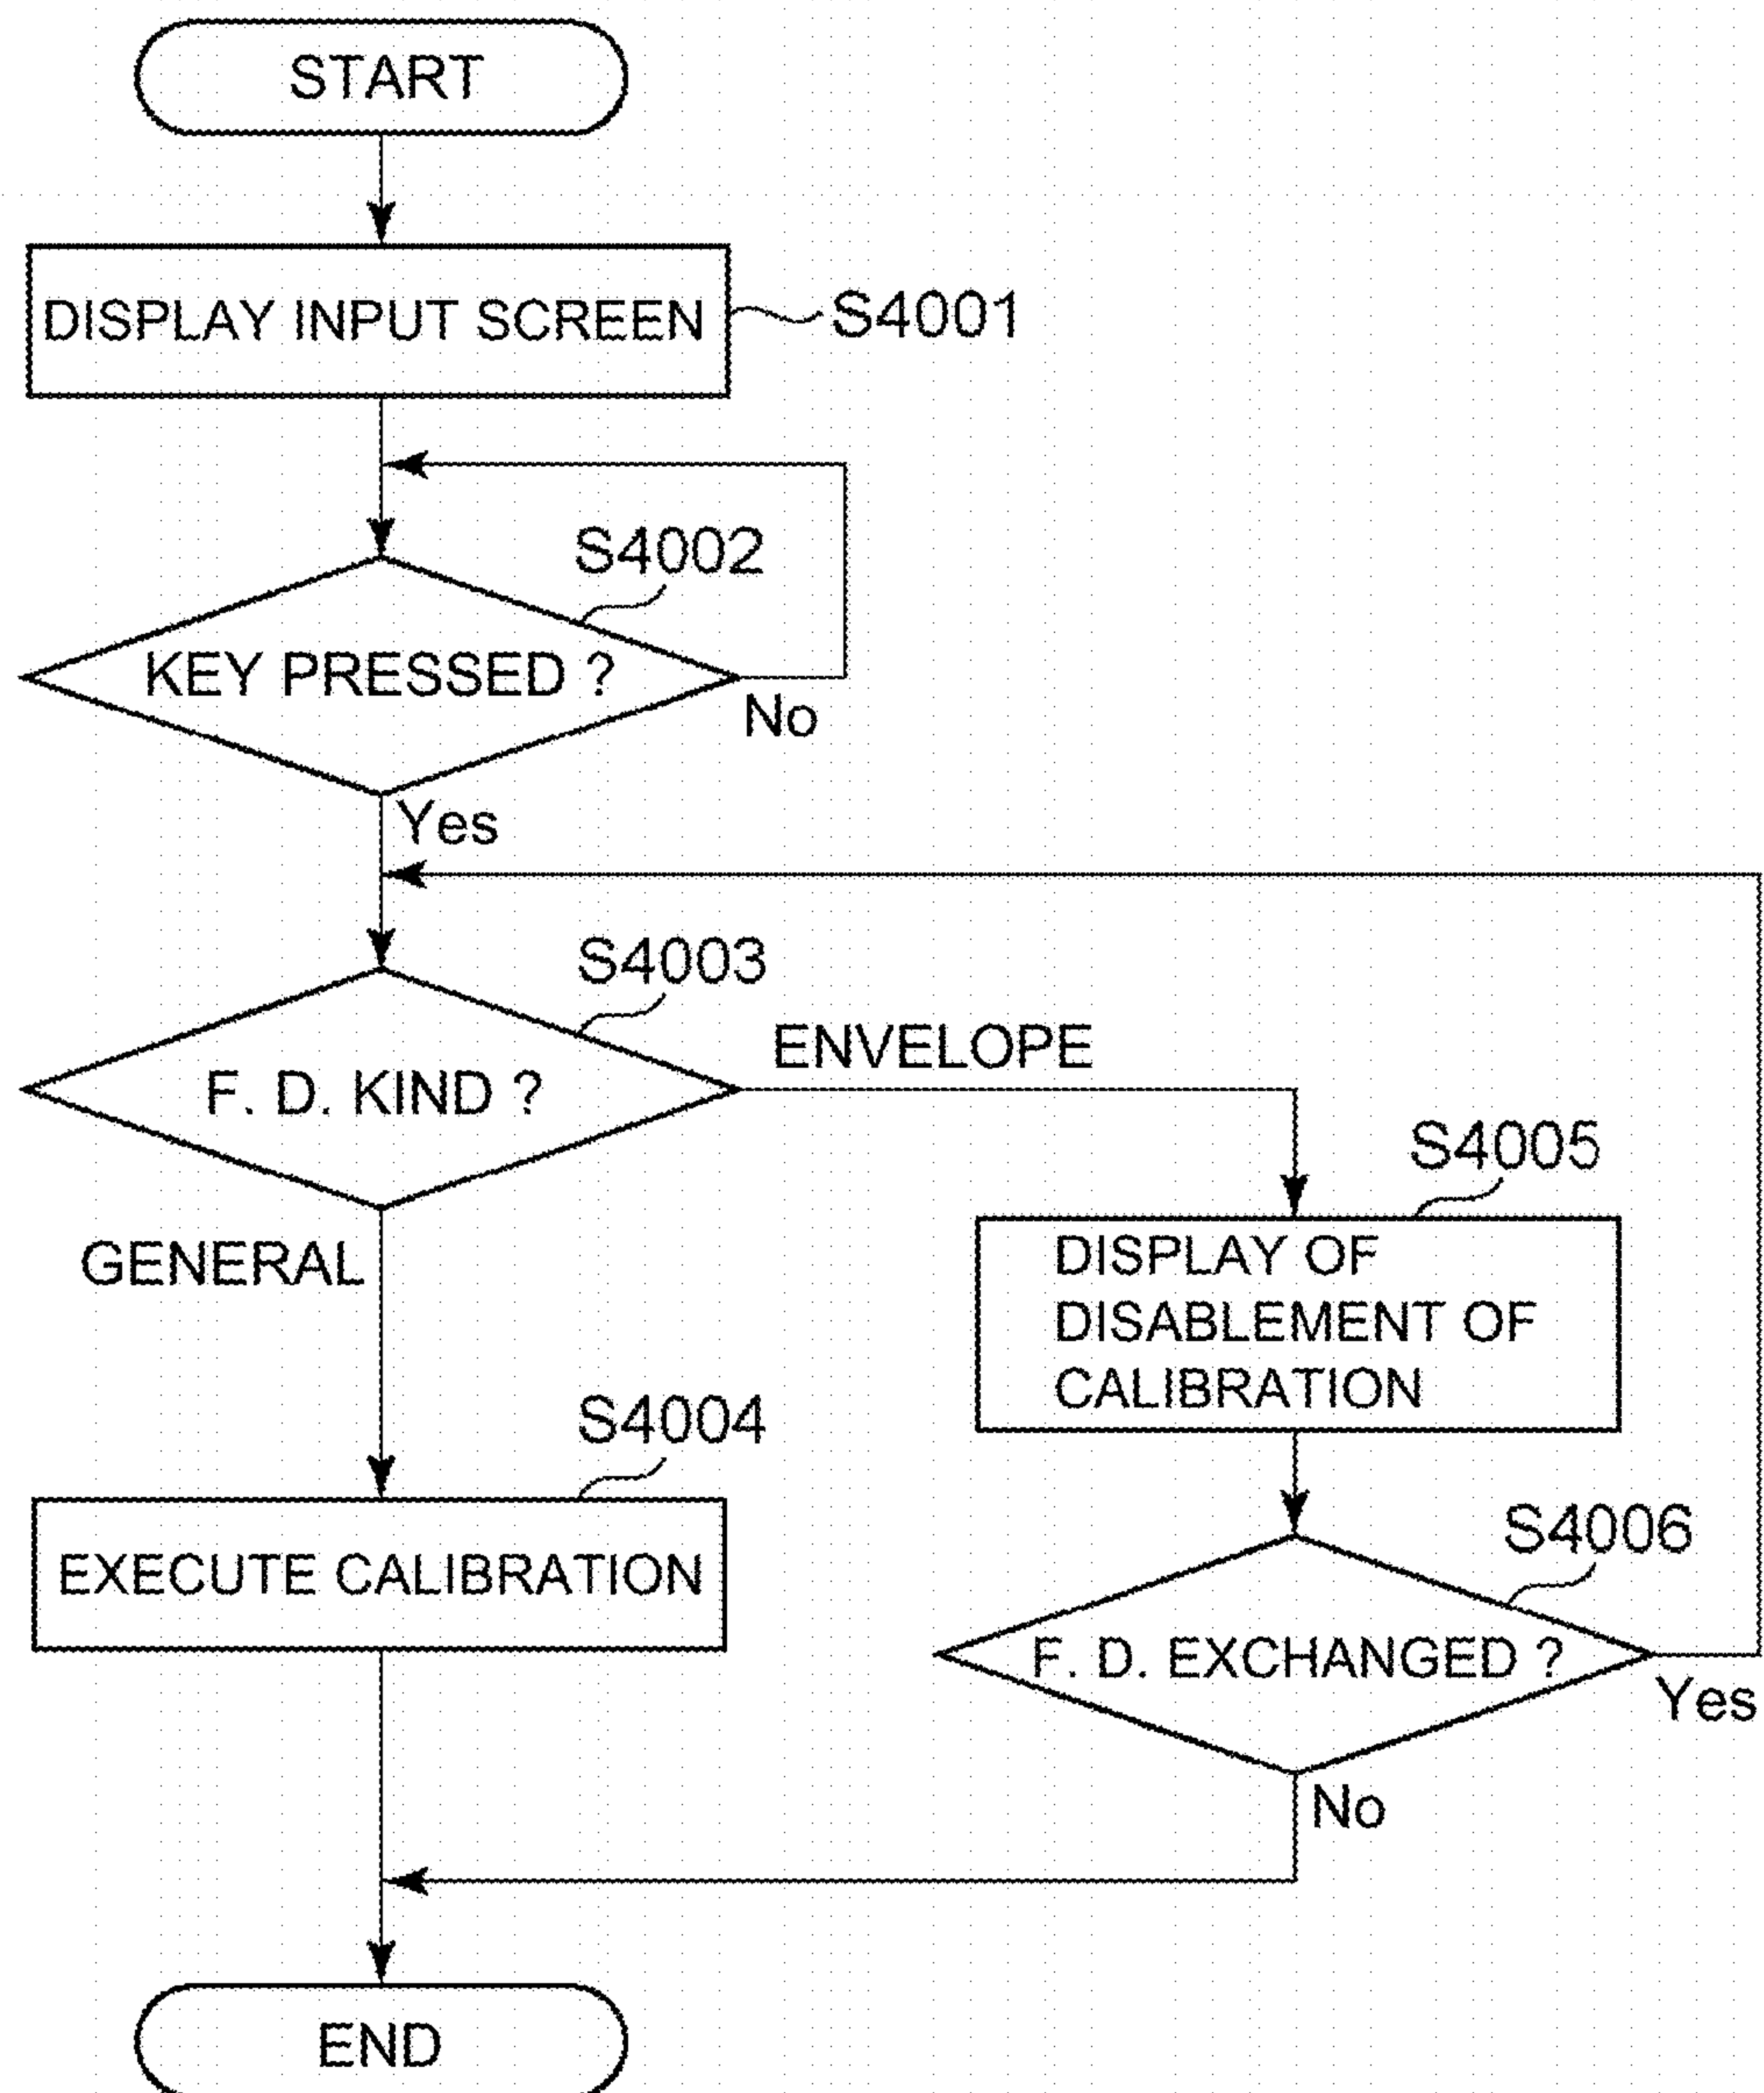 START
DISPLAY INPUT SCREEN
S4001
S4002
KEY PRESSED ?
No
Yes
S4003
F. D. KIND ?
ENVELOPE
GENERAL
S4005
DISPLAY OF
DISABLEMENT OF
CALIBRATION
S4004
EXECUTE CALIBRATION
S4006
F. D. EXCHANGED ?
Yes
No
END